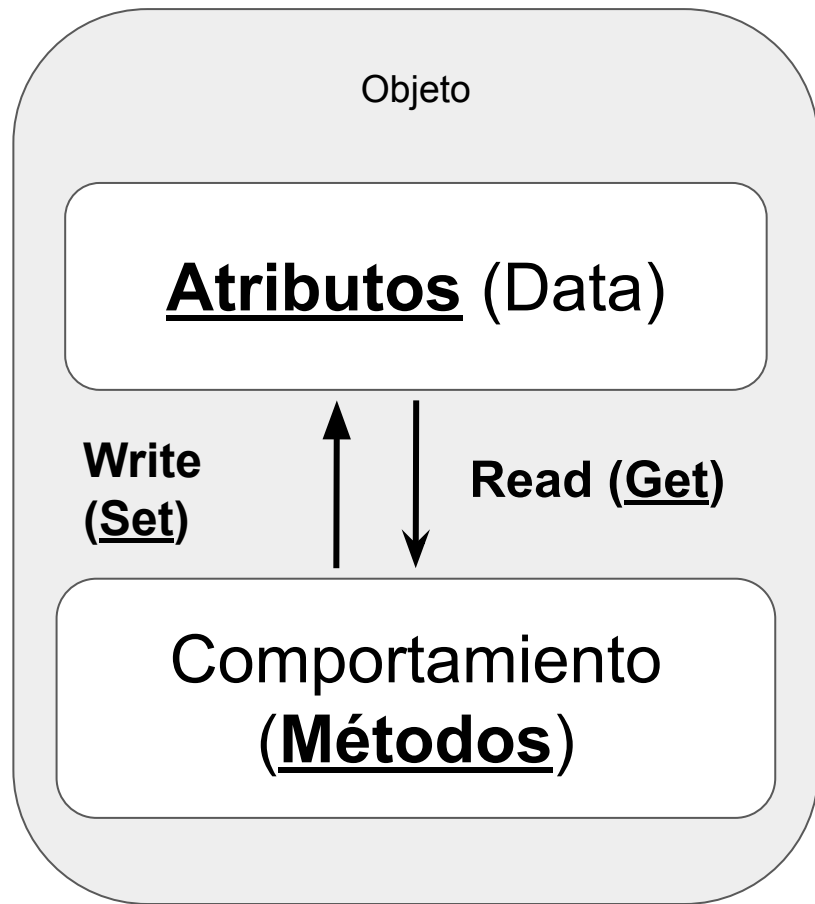 Objeto
Atributos (Data)
Write
(Set)
Read (Get)
Comportamiento
(Métodos)